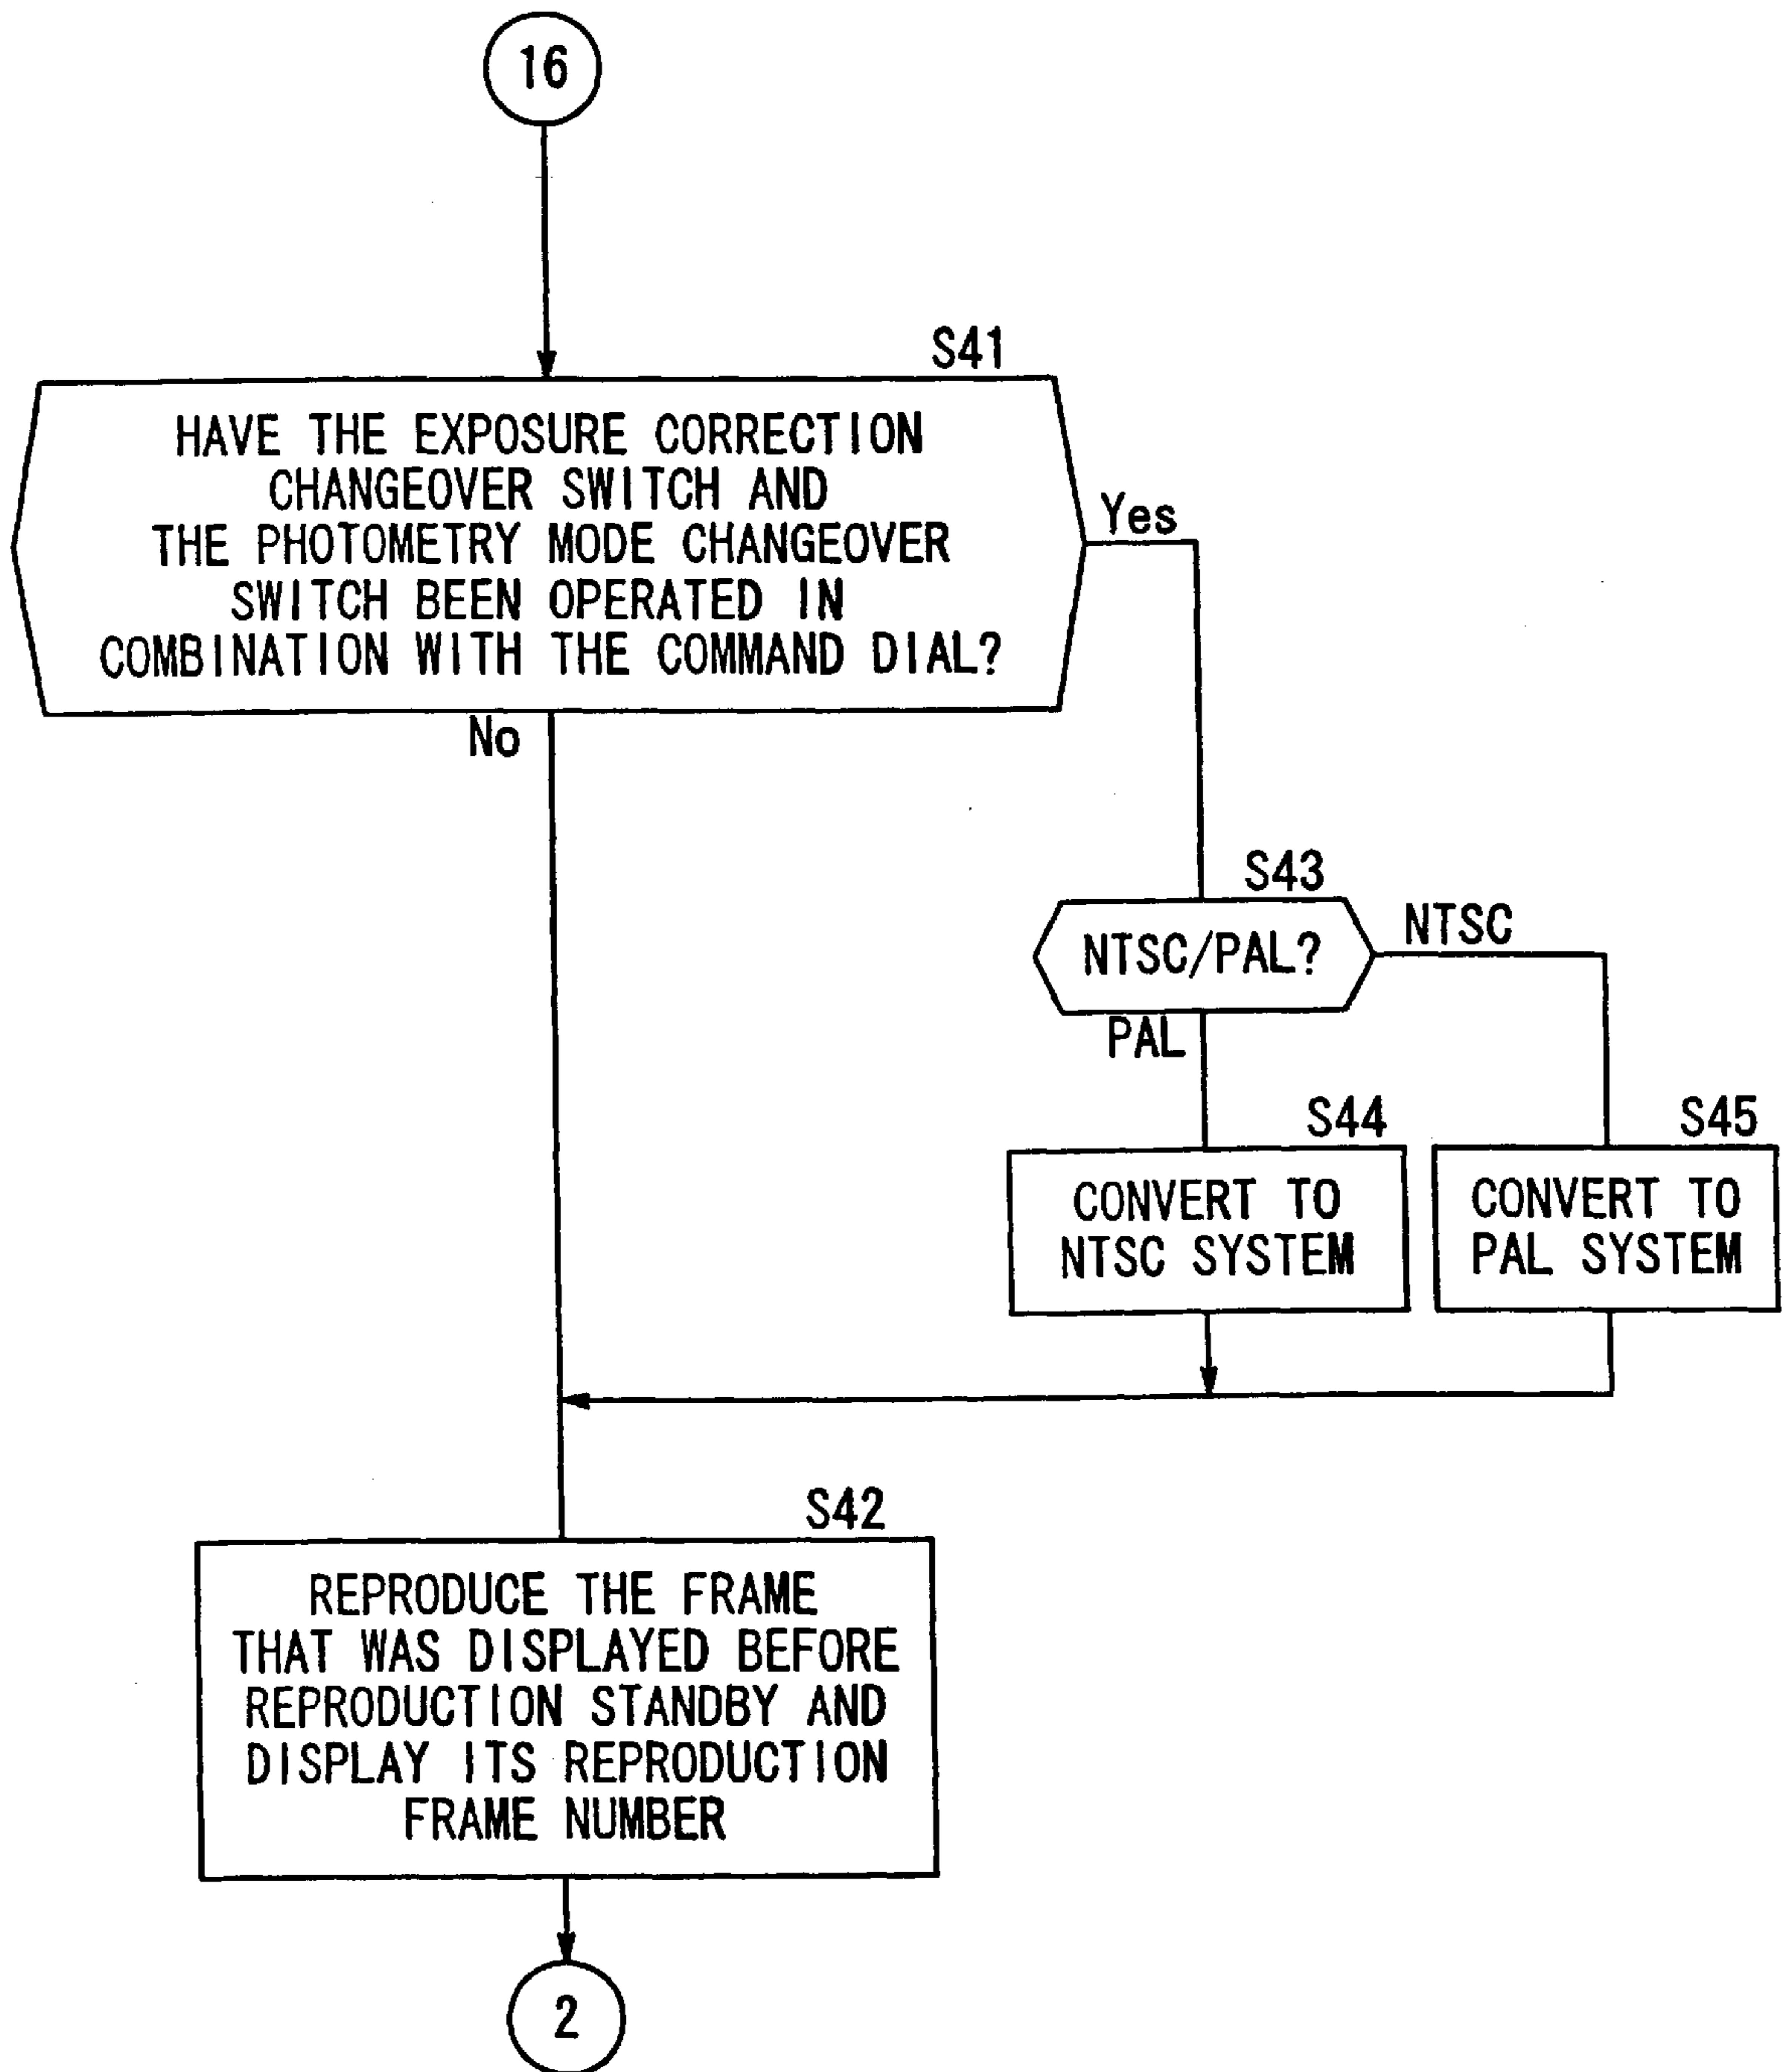 16
S41
HAVE THE EXPOSURE CORRECTION
CHANGEOVER SWITCH AND
THE PHOTOMETRY MODE CHANGEOVER
SWITCH BEEN OPERATED IN
COMBINATION WITH THE COMMAND DIAL?
Yes
No
S43
NTSC/PAL?
NTSC
PAL
S44
CONVERT TO
NTSC SYSTEM
S45
CONVERT TO
PAL SYSTEM
S42
REPRODUCE THE FRAME
THAT WAS DISPLAYED BEFORE
REPRODUCTION STANDBY AND
DISPLAY ITS REPRODUCTION
FRAME NUMBER
2